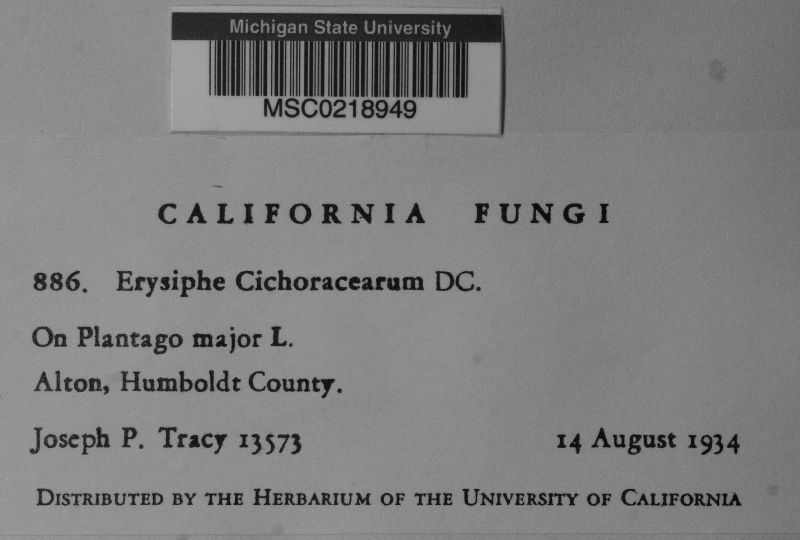 Michigan State University
MSC0218949
CALIFORNIA FUNGI
886. Erysiphe Cichoracearum DC.
On Plantago major L.
Alton, Humboldt County.
Joseph P. Tracy 13573 14 August 1934
DISTRIBUTED BY THE HERBARIUM OF THE UNIVERSITY OF CALIFORNIA